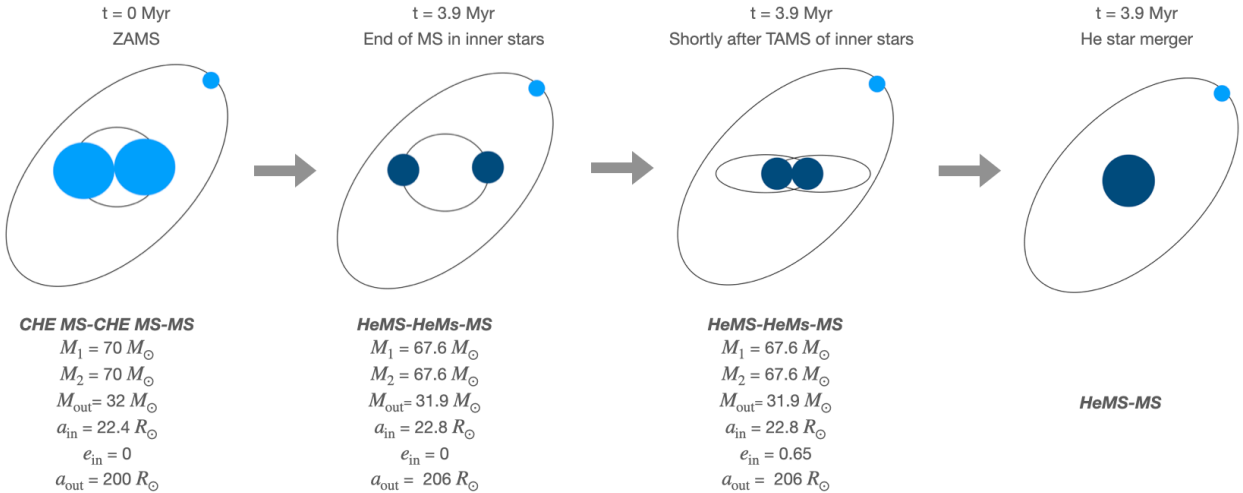 t = 0 Myr
ZAMS
t = 3.9 Myr
End of MS in inner stars
t = 3.9 Myr
Shortly after TAMS of inner stars
t = 3.9 Myr
He star merger
CHE MS-CHE MS-MS
M₁ = 70 M⊙
M₂ = 70 M⊙
Mout= 32 M⊙
ain = 22.4 R⊙
ein = 0
aout = 200 R⊙
HeMS-HeMs-MS
M₁ = 67.6 M⊙
M₂ = 67.6 M⊙
Mout= 31.9 M⊙
ain = 22.8 R⊙
ein = 0
aout = 206 R⊙
HeMS-HeMs-MS
M₁ = 67.6 M⊙
M₂ = 67.6 M⊙
Mout= 31.9 M⊙
ain = 22.8 R⊙
ein = 0.65
aout = 206 R⊙
HeMS-MS